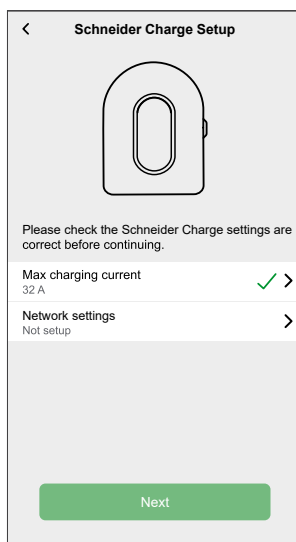 Schneider Charge Setup
Please check the Schneider Charge settings are
correct before continuing.
Max charging current
32 A
Network settings
Not setup
Next